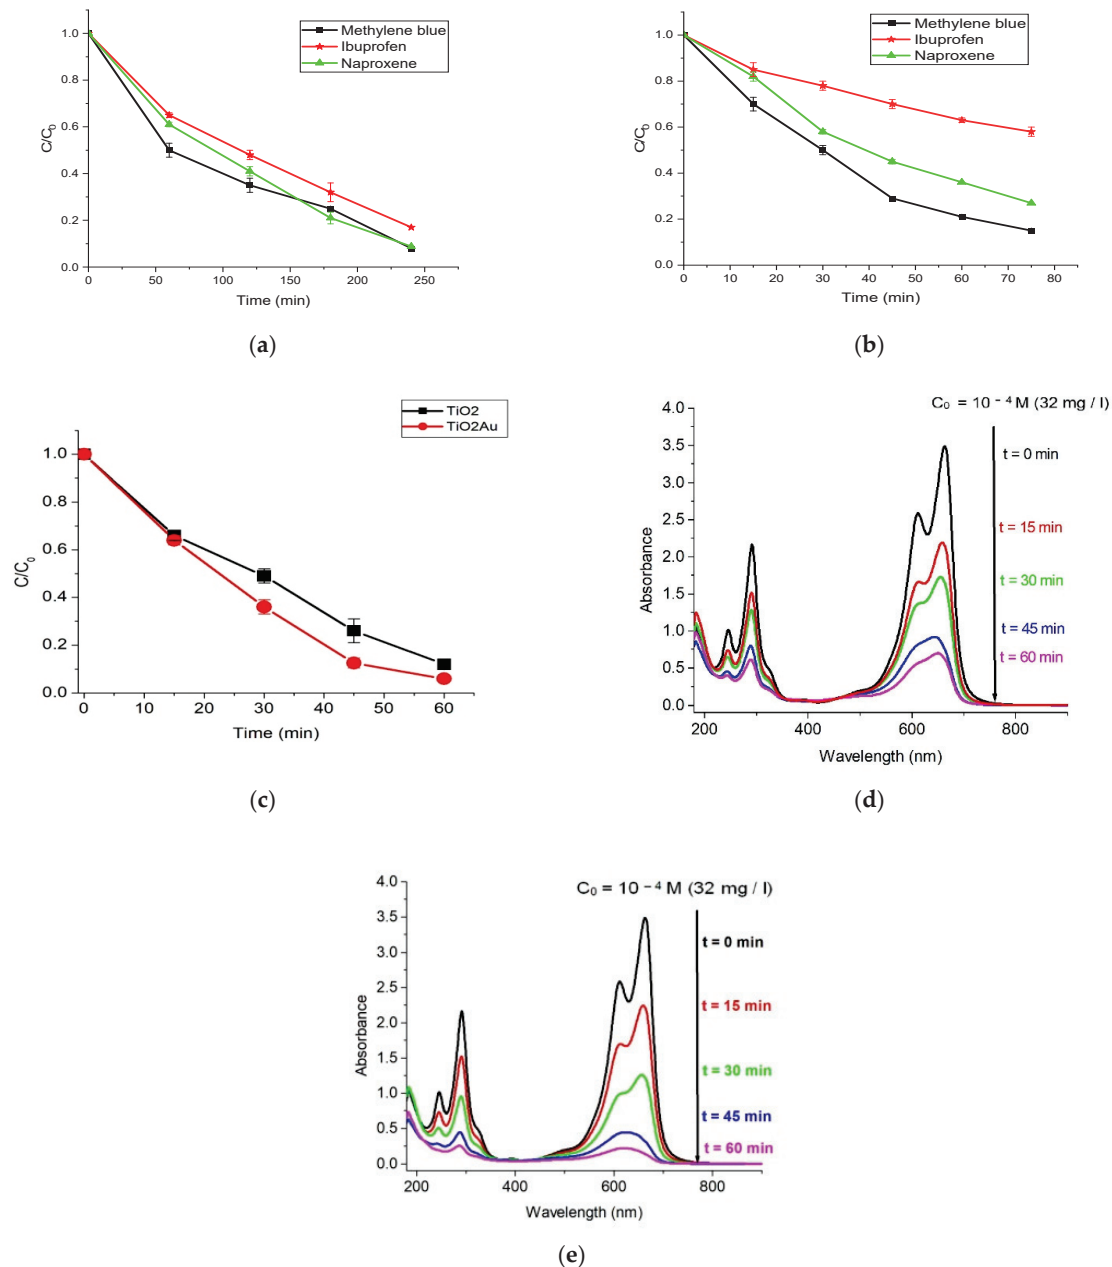 Methylene blue
Ibuprofen
Naproxene
1.0
0.8
0.6
0.4
0.2
0.0
C/C0
0 50 100 150 200 250
Time (min)
(a)
Methylene blue
Ibuprofen
Naproxene
1.0
0.8
0.6
0.4
0.2
0.0
C/C0
0 10 20 30 40 50 60 70 80
Time (min)
(b)
TiO2
TiO2Au
1.0
0.8
0.6
0.4
0.2
0.0
C/C0
0 10 20 30 40 50 60
Time (min)
(c)
C₀ = 10⁻⁴ M (32 mg / l)
4.0
3.5
3.0
2.5
2.0
1.5
1.0
0.5
0.0
Absorbance
t = 0 min
t = 15 min
t = 30 min
t = 45 min
t = 60 min
200 400 600 800
Wavelength (nm)
(d)
C₀ = 10⁻⁴ M (32 mg / l)
4.0
3.5
3.0
2.5
2.0
1.5
1.0
0.5
0.0
Absorbance
t = 0 min
t = 15 min
t = 30 min
t = 45 min
t = 60 min
200 400 600 800
Wavelength (nm)
(e)